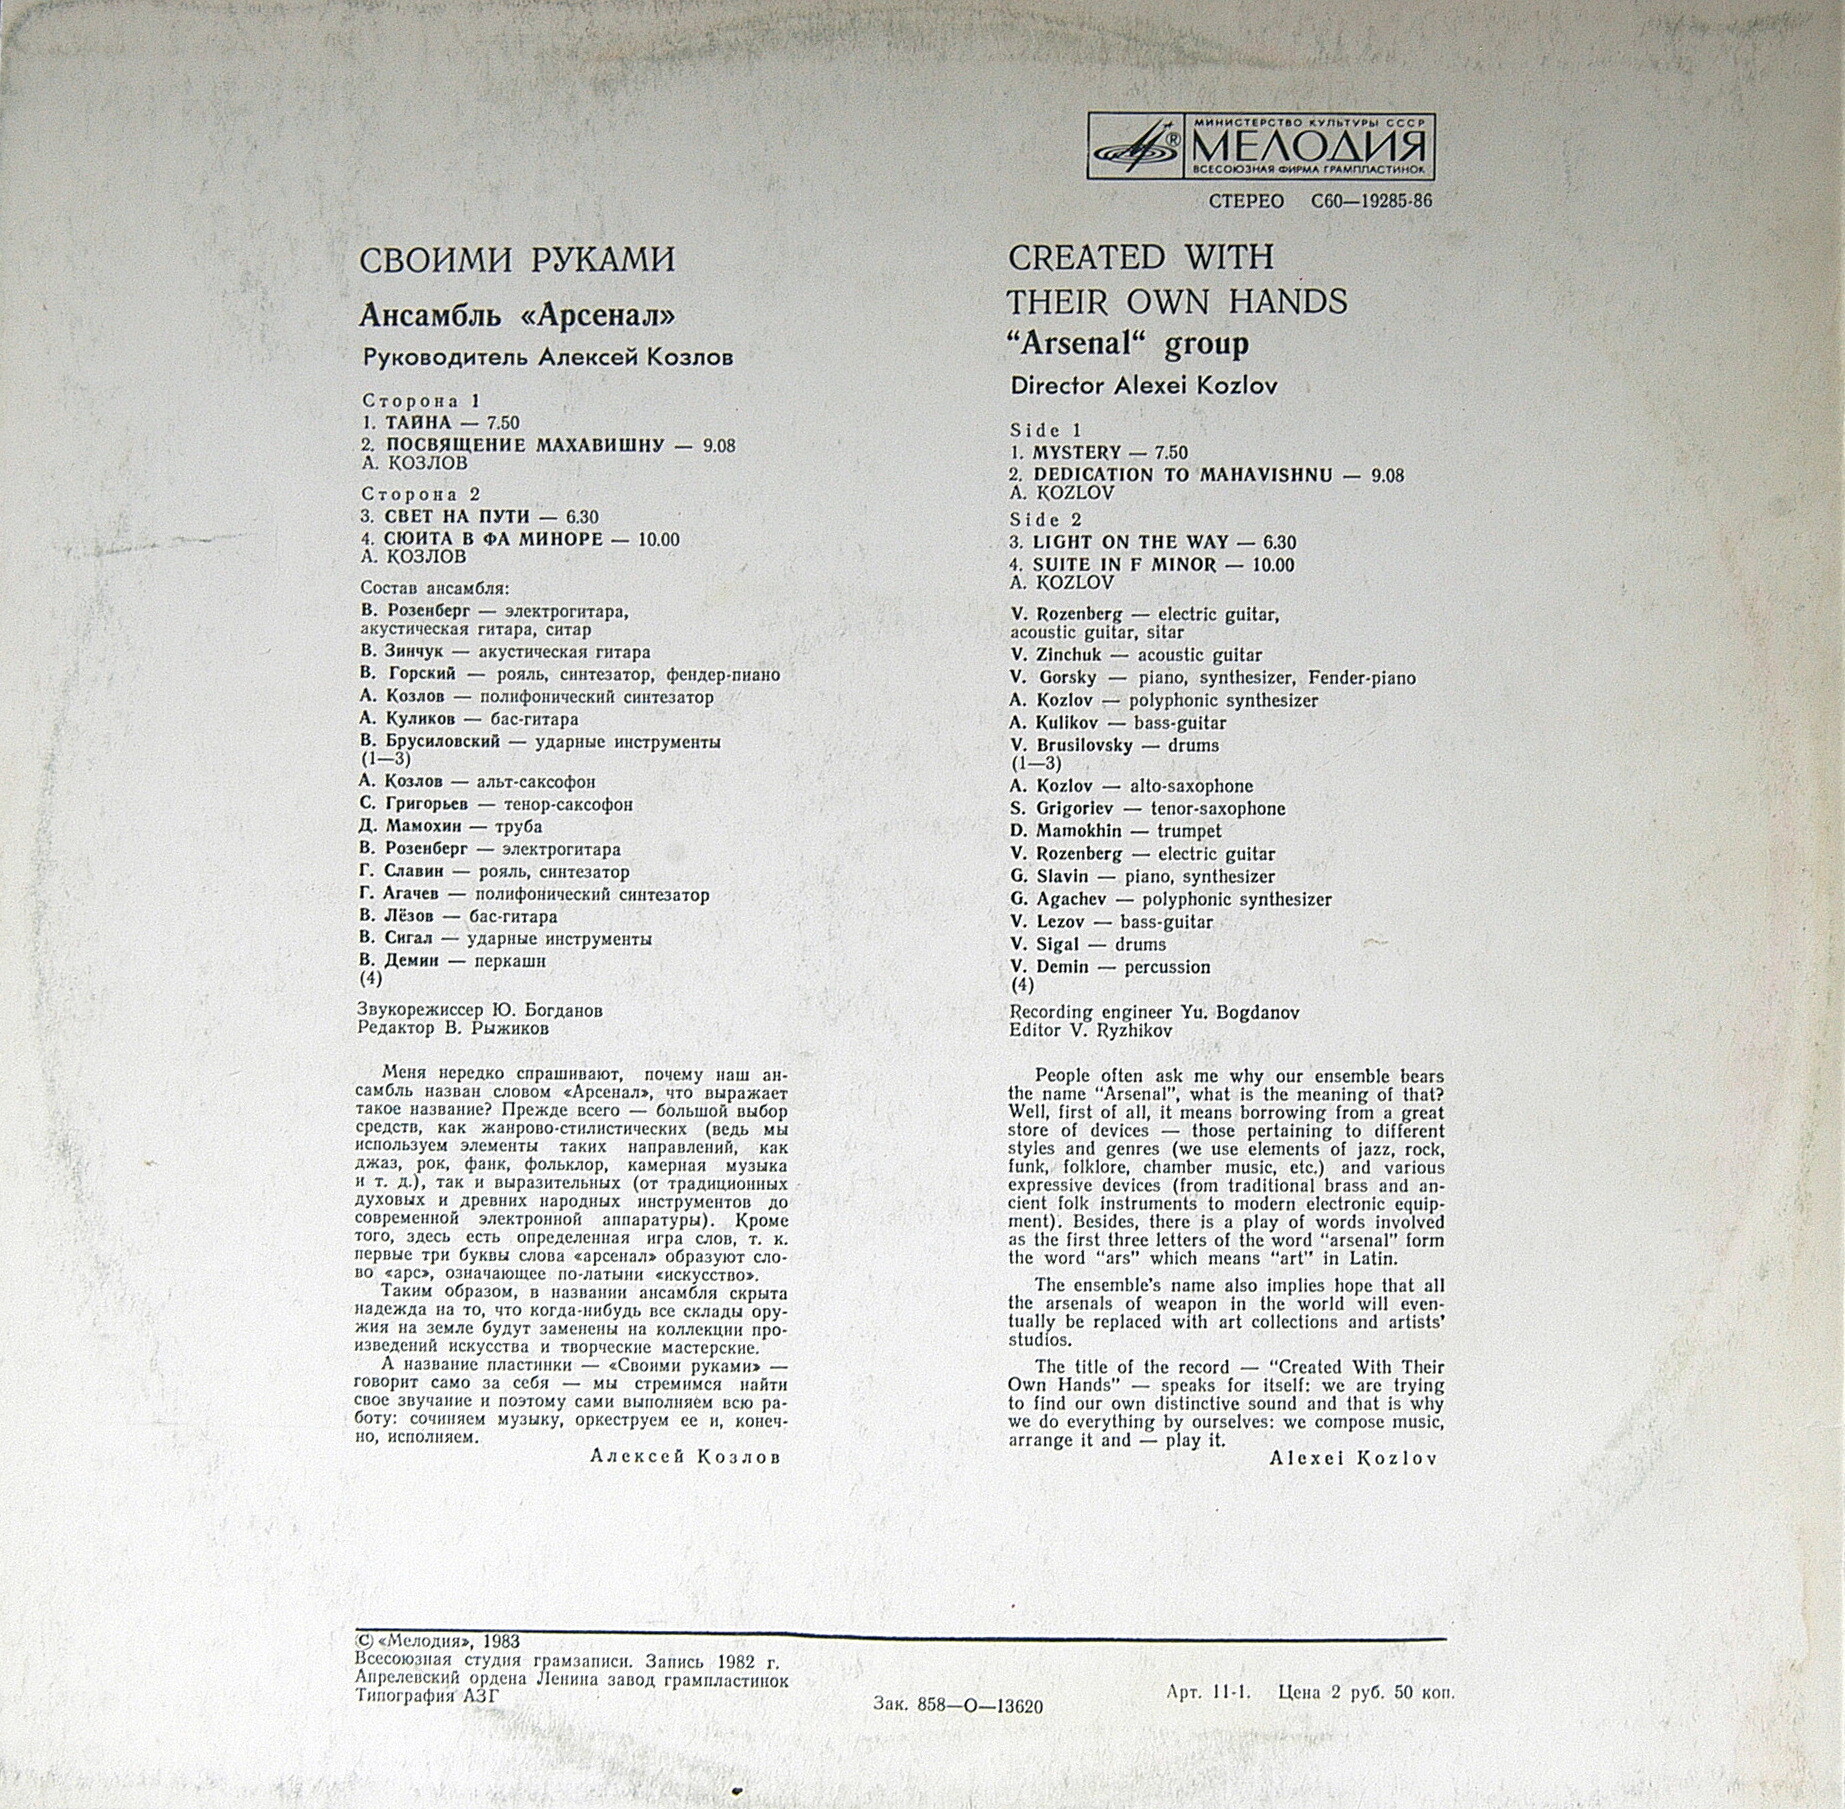 МИНИСТЕРСТВО КУЛЬТУРЫ СССР
®
МЕЛОДИЯ
ВСЕСОЮЗНАЯ ФИРМА ГРАМПЛАСТИНОК
СТЕРЕО С60—19285-86
СВОИМИ РУКАМИ
Ансамбль «Арсенал»
Руководитель Алексей Козлов
Сторона 1
1. ТАЙНА — 7.50
2. ПОСВЯЩЕНИЕ МАХАВИШНУ — 9.08
А. КОЗЛОВ
Сторона 2
3. СВЕТ НА ПУТИ — 6.30
4. СЮИТА В ФА МИНОРЕ — 10.00
А. КОЗЛОВ
Состав ансамбля:
В. Розенберг — электрогитара,
акустическая гитара, ситар
В. Зинчук — акустическая гитара
В. Горский — рояль, синтезатор, фендер-пиано
А. Козлов — полифонический синтезатор
А. Куликов — бас-гитара
В. Брусиловский — ударные инструменты
(1—3)
А. Козлов — альт-саксофон
С. Григорьев — тенор-саксофон
Д. Мамохин — труба
В. Розенберг — электрогитара
Г. Славин — рояль, синтезатор
Г. Агачев — полифонический синтезатор
В. Лёзов — бас-гитара
В. Сигал — ударные инструменты
В. Демин — перкашн
(4)
Звукорежиссер Ю. Богданов
Редактор В. Рыжиков
Меня нередко спрашивают, почему наш ан-
самбль назван словом «Арсенал», что выражает
такое название? Прежде всего — большой выбор
средств, как жанрово-стилистических (ведь мы
используем элементы таких направлений, как
джаз, рок, фанк, фольклор, камерная музыка
и т. д.), так и выразительных (от традиционных
духовых и древних народных инструментов до
современной электронной аппаратуры). Кроме
того, здесь есть определенная игра слов, т. к.
первые три буквы слова «арсенал» образуют сло-
во «арс», означающее по-латыни «искусство».
Таким образом, в названии ансамбля скрыта
надежда на то, что когда-нибудь все склады ору-
жия на земле будут заменены на коллекции про-
изведений искусства и творческие мастерские.
А название пластинки — «Своими руками» —
говорит само за себя — мы стремимся найти
свое звучание и поэтому сами выполняем всю ра-
боту: сочиняем музыку, оркеструем ее и, конеч-
но, исполняем.
Алексей Козлов
CREATED WITH
THEIR OWN HANDS
“Arsenal“ group
Director Alexei Kozlov
Side 1
1. MYSTERY — 7.50
2. DEDICATION TO MAHAVISHNU — 9.08
A. KOZLOV
Side 2
3. LIGHT ON THE WAY — 6.30
4. SUITE IN F MINOR — 10.00
A. KOZLOV
V. Rozenberg — electric guitar,
acoustic guitar, sitar
V. Zinchuk — acoustic guitar
V. Gorsky — piano, synthesizer, Fender-piano
A. Kozlov — polyphonic synthesizer
A. Kulikov — bass-guitar
V. Brusilovsky — drums
(1—3)
A. Kozlov — alto-saxophone
S. Grigoriev — tenor-saxophone
D. Mamokhin — trumpet
V. Rozenberg — electric guitar
G. Slavin — piano, synthesizer
G. Agachev — polyphonic synthesizer
V. Lezov — bass-guitar
V. Sigal — drums
V. Demin — percussion
(4)
Recording engineer Yu. Bogdanov
Editor V. Ryzhikov
People often ask me why our ensemble bears
the name “Arsenal”, what is the meaning of that?
Well, first of all, it means borrowing from a great
store of devices — those pertaining to different
styles and genres (we use elements of jazz, rock,
funk, folklore, chamber music, etc.) and various
expressive devices (from traditional brass and an-
cient folk instruments to modern electronic equip-
ment). Besides, there is a play of words involved
as the first three letters of the word “arsenal” form
the word “ars” which means “art” in Latin.
The ensemble’s name also implies hope that all
the arsenals of weapon in the world will even-
tually be replaced with art collections and artists’
studios.
The title of the record — “Created With Their
Own Hands” — speaks for itself: we are trying
to find our own distinctive sound and that is why
we do everything by ourselves: we compose music,
arrange it and — play it.
Alexei Kozlov
© «Мелодия», 1983
Всесоюзная студия грамзаписи. Запись 1982 г.
Апрелевский ордена Ленина завод грампластинок
Типография АЗГ
Зак. 858—О—13620
Арт. 11-1. Цена 2 руб. 50 коп.